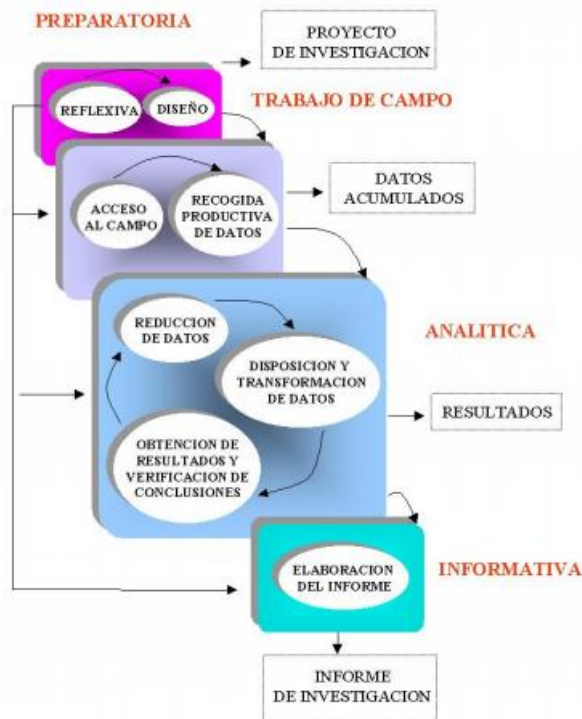 PREPARATORIA
PROYECTO
DE INVESTIGACION
REFLEXIVA
DISEÑO
TRABAJO DE CAMPO
ACCESO
AL CAMPO
RECOGIDA
PRODUCTIVA
DE DATOS
DATOS
ACUMULADOS
REDUCCION
DE DATOS
ANALITICA
DISPOSICION Y
TRANSFORMACION
DE DATOS
RESULTADOS
OBTENCION DE
RESULTADOS Y
VERIFICACION DE
CONCLUSIONES
ELABORACION
DEL INFORME
INFORMATIVA
INFORME
DE INVESTIGACION